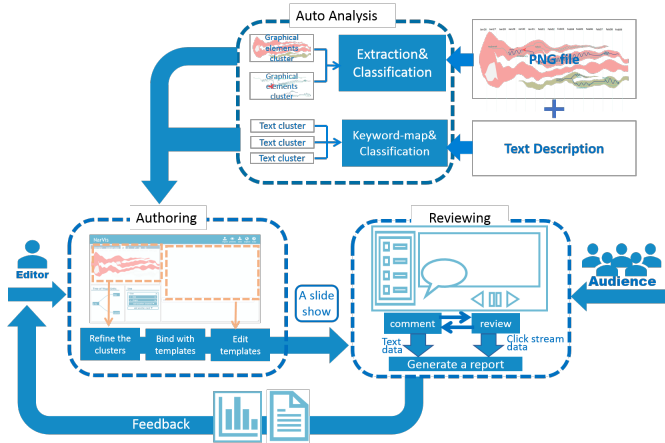 Auto Analysis
Graphical
elements
cluster
Extraction&
Classification
PNG file
Graphical
elements
cluster
Text cluster
Text cluster
Text cluster
Keyword-map&
Classification
Text Description
Authoring
Reviewing
NarVis
Editor
Audience
A slide
show
comment
review
Refine the
clusters
Bind with
templates
Edit
templates
Text
data
Click stream
data
Generate a report
Feedback